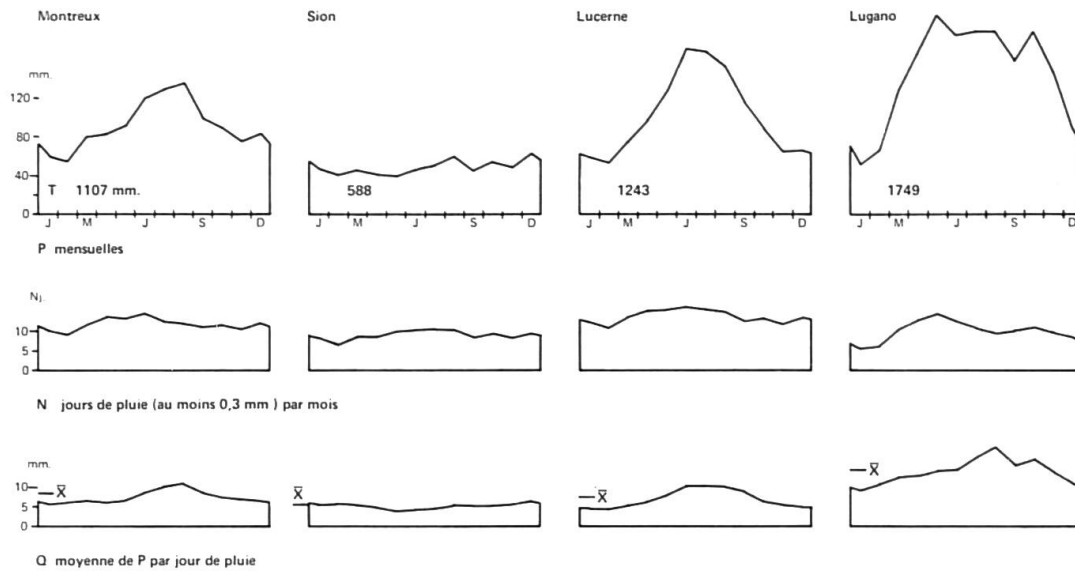 Montreux Sion Lucerne Lugano
mm.
120
80
40
0
T 1107 mm. 588 1243 1749
J M J S D J M J S D J M J S D J M J S D
P mensuelles
Nj.
10
5
0
N jours de pluie (au moins 0,3 mm ) par mois
mm.
X̅ X̅ X̅ X̅
10
5
0
Q moyenne de P par jour de pluie